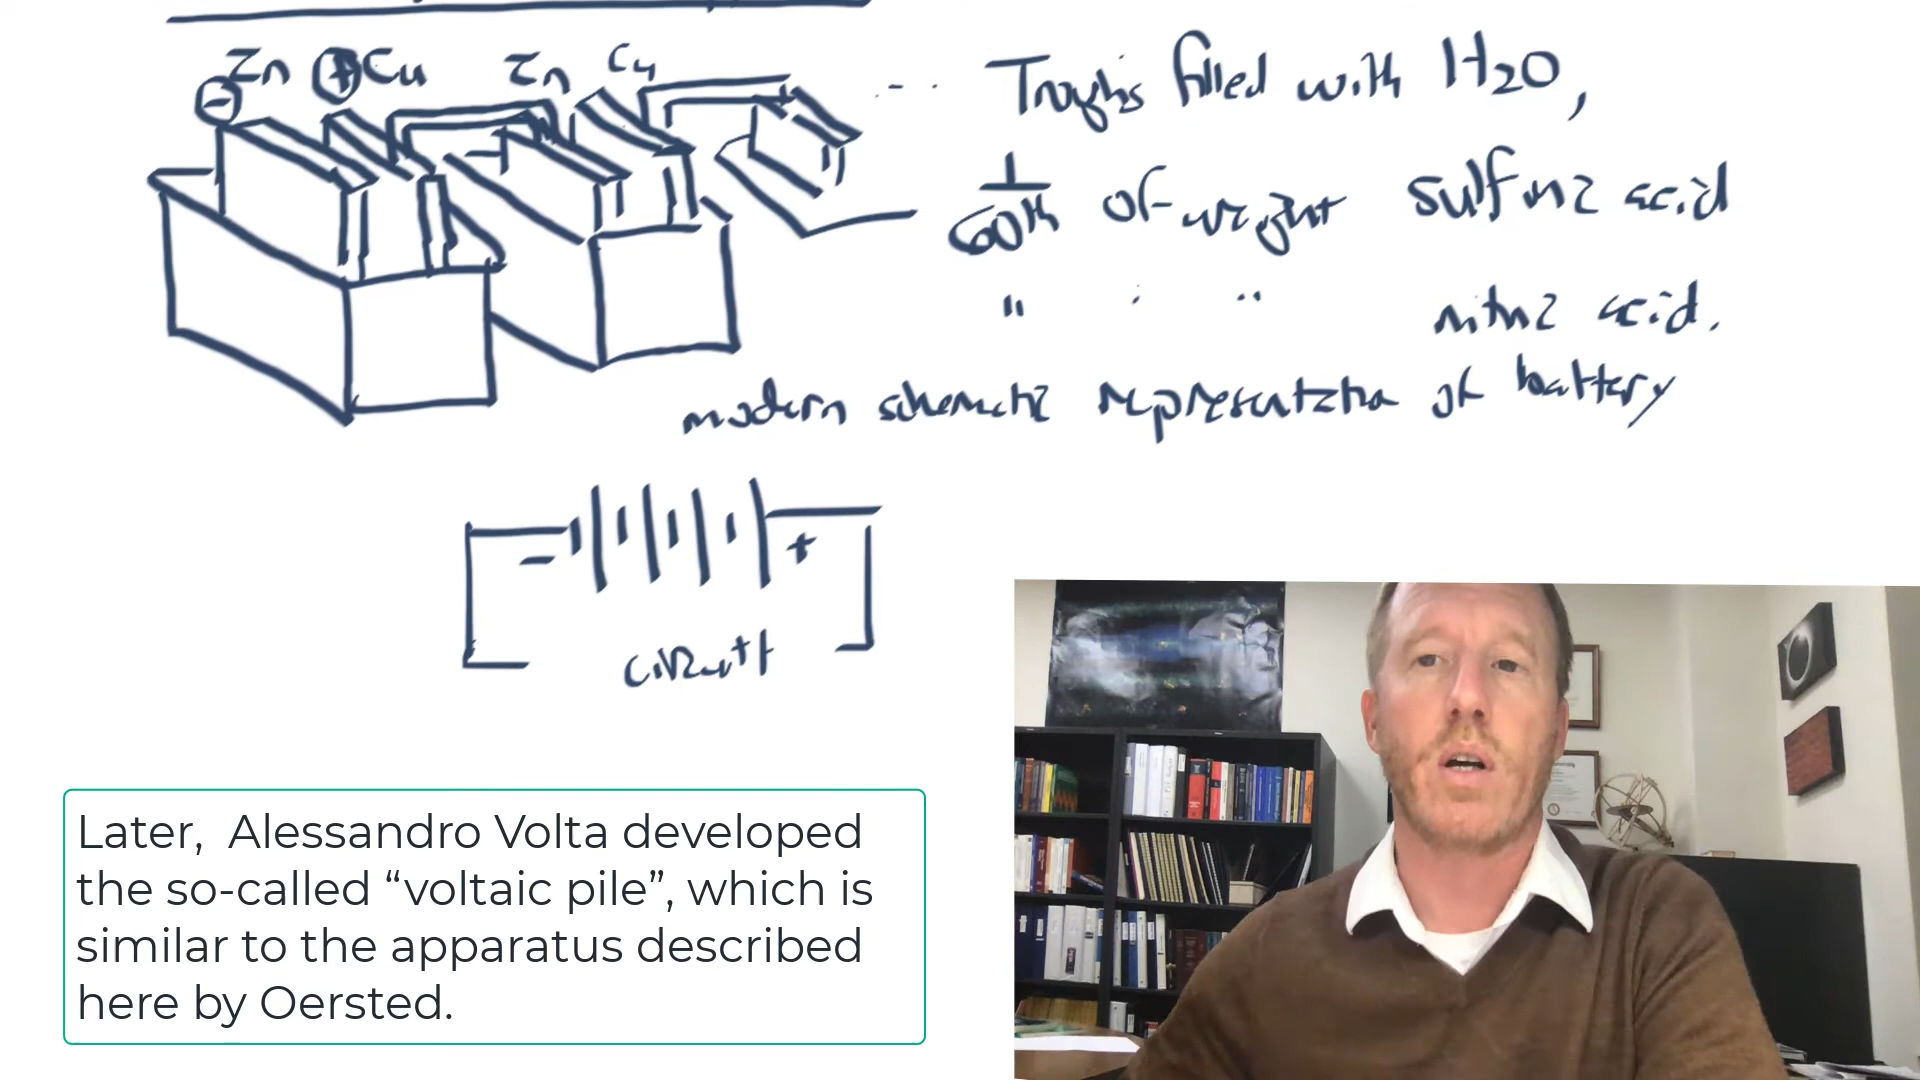 Zn + Cu Zn Cu
−
... Troughs filled with H2O,
1/60th of weight sulfuric acid
" " " nitric acid.
modern schematic representation of battery
− +
circuit
Later, Alessandro Volta developed
the so-called “voltaic pile”, which is
similar to the apparatus described
here by Oersted.